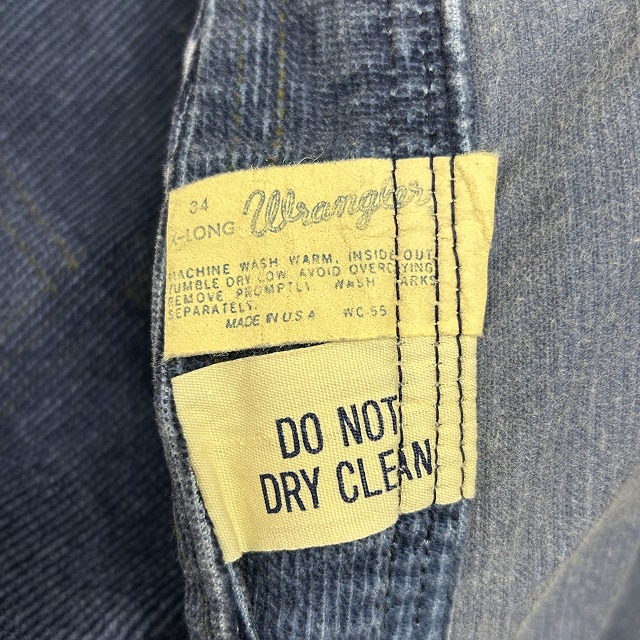 34
X-LONG Wrangler
MACHINE WASH WARM, INSIDE OUT
TUMBLE DRY LOW. AVOID OVERDRYING
REMOVE PROMPTLY WASH DARKS
SEPARATELY.
MADE IN U.S.A WC-55
DO NOT
DRY CLEAN